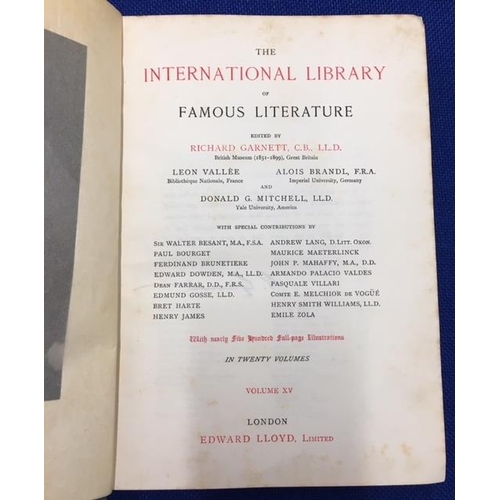 THE
INTERNATIONAL LIBRARY
OF
FAMOUS LITERATURE
EDITED BY
RICHARD GARNETT, C.B., LL.D.
British Museum (1851-1899), Great Britain
LEON VALLÉE ALOIS BRANDL, F.R.A.
Bibliothèque Nationale, France Imperial University, Germany
AND
DONALD G. MITCHELL, LL.D.
Yale University, America
WITH SPECIAL CONTRIBUTIONS BY
SIR WALTER BESANT, M.A., F.S.A. ANDREW LANG, D.LITT. OXON.
PAUL BOURGET MAURICE MAETERLINCK
FERDINAND BRUNETIERE JOHN P. MAHAFFY, M.A., D.D.
EDWARD DOWDEN, M.A., LL.D. ARMANDO PALACIO VALDES
DEAN FARRAR, D.D., F.R.S. PASQUALE VILLARI
EDMUND GOSSE, LL.D. COMTE E. MELCHIOR DE VOGÜÉ
BRET HARTE HENRY SMITH WILLIAMS, LL.D.
HENRY JAMES EMILE ZOLA
With nearly Five Hundred Full-page Illustrations
IN TWENTY VOLUMES
VOLUME XV
LONDON
EDWARD LLOYD, LIMITED